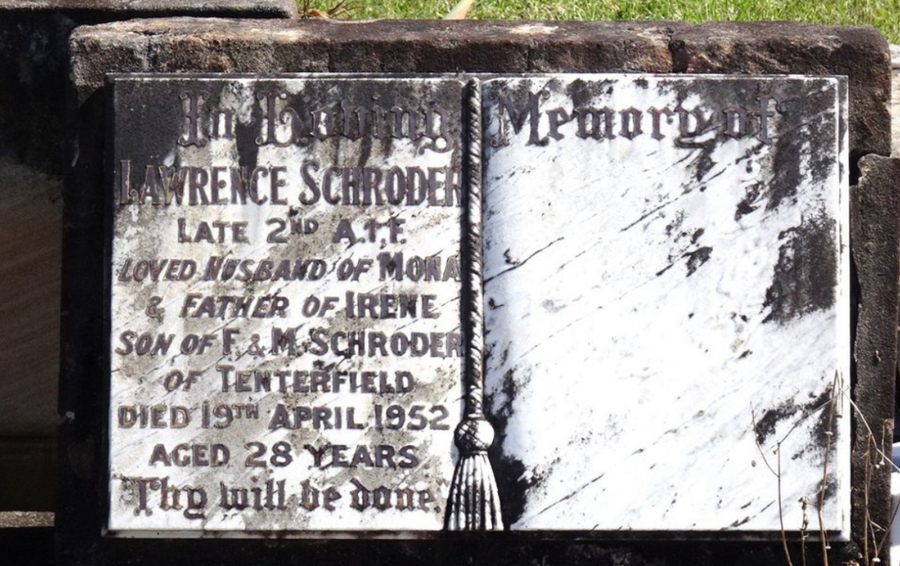 In Loving Memory of
LAWRENCE SCHRODER
LATE 2ND A.I.F.
LOVED HUSBAND OF MONA
& FATHER OF IRENE
SON OF F. & M. SCHRODER
OF TENTERFIELD
DIED 19TH APRIL 1952
AGED 28 YEARS
Thy will be done.